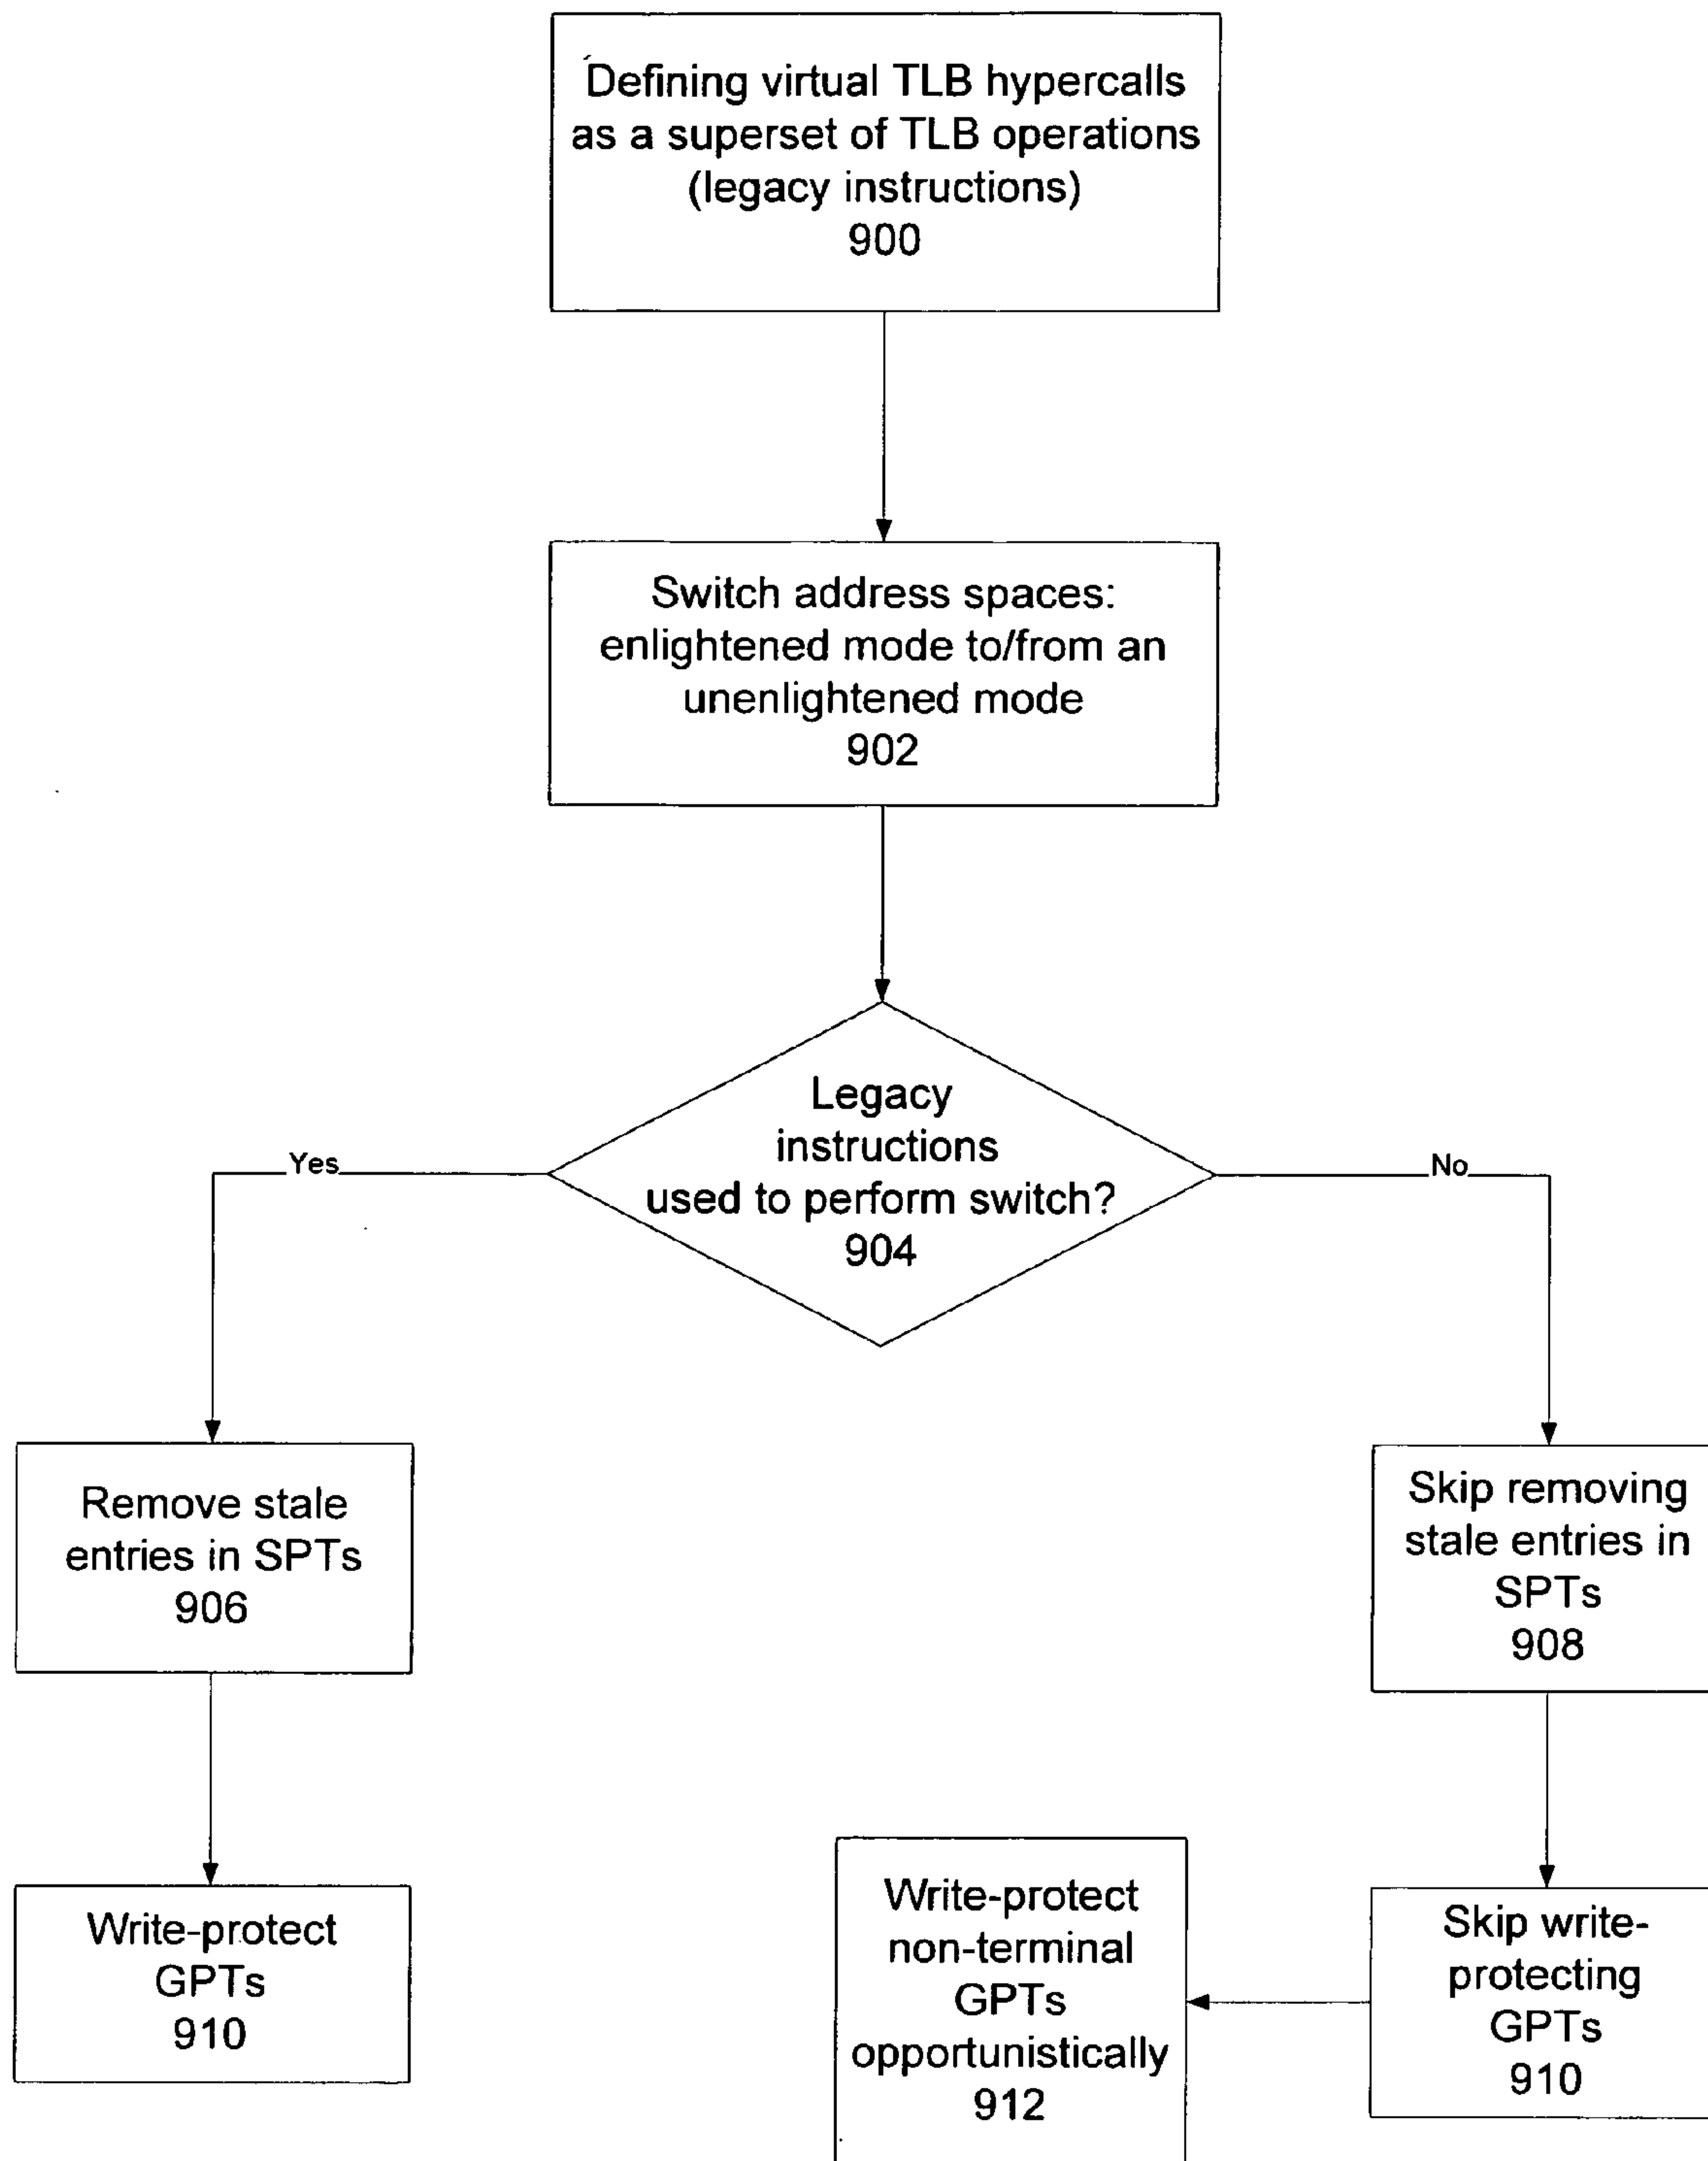 Defining virtual TLB hypercalls
as a superset of TLB operations
(legacy instructions)
900
Switch address spaces:
enlightened mode to/from an
unenlightened mode
902
Legacy
instructions
used to perform switch?
904
Yes
No
Remove stale
entries in SPTs
906
Skip removing
stale entries in
SPTs
908
Write-protect
GPTs
910
Write-protect
non-terminal
GPTs
opportunistically
912
Skip write-
protecting
GPTs
910